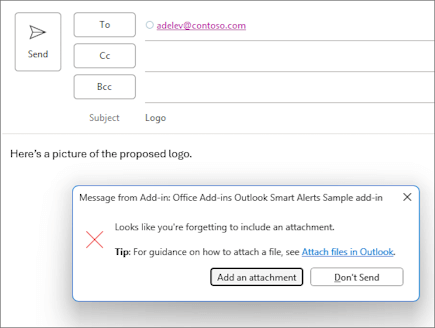 To
adelev@contoso.com
Send
Cc
Bcc
Subject
Logo
Here's a picture of the proposed logo.
Message from Add-in: Office Add-ins Outlook Smart Alerts Sample add-in
Looks like you're forgetting to include an attachment.
Tip: For guidance on how to attach a file, see Attach files in Outlook.
Add an attachment
Don't Send